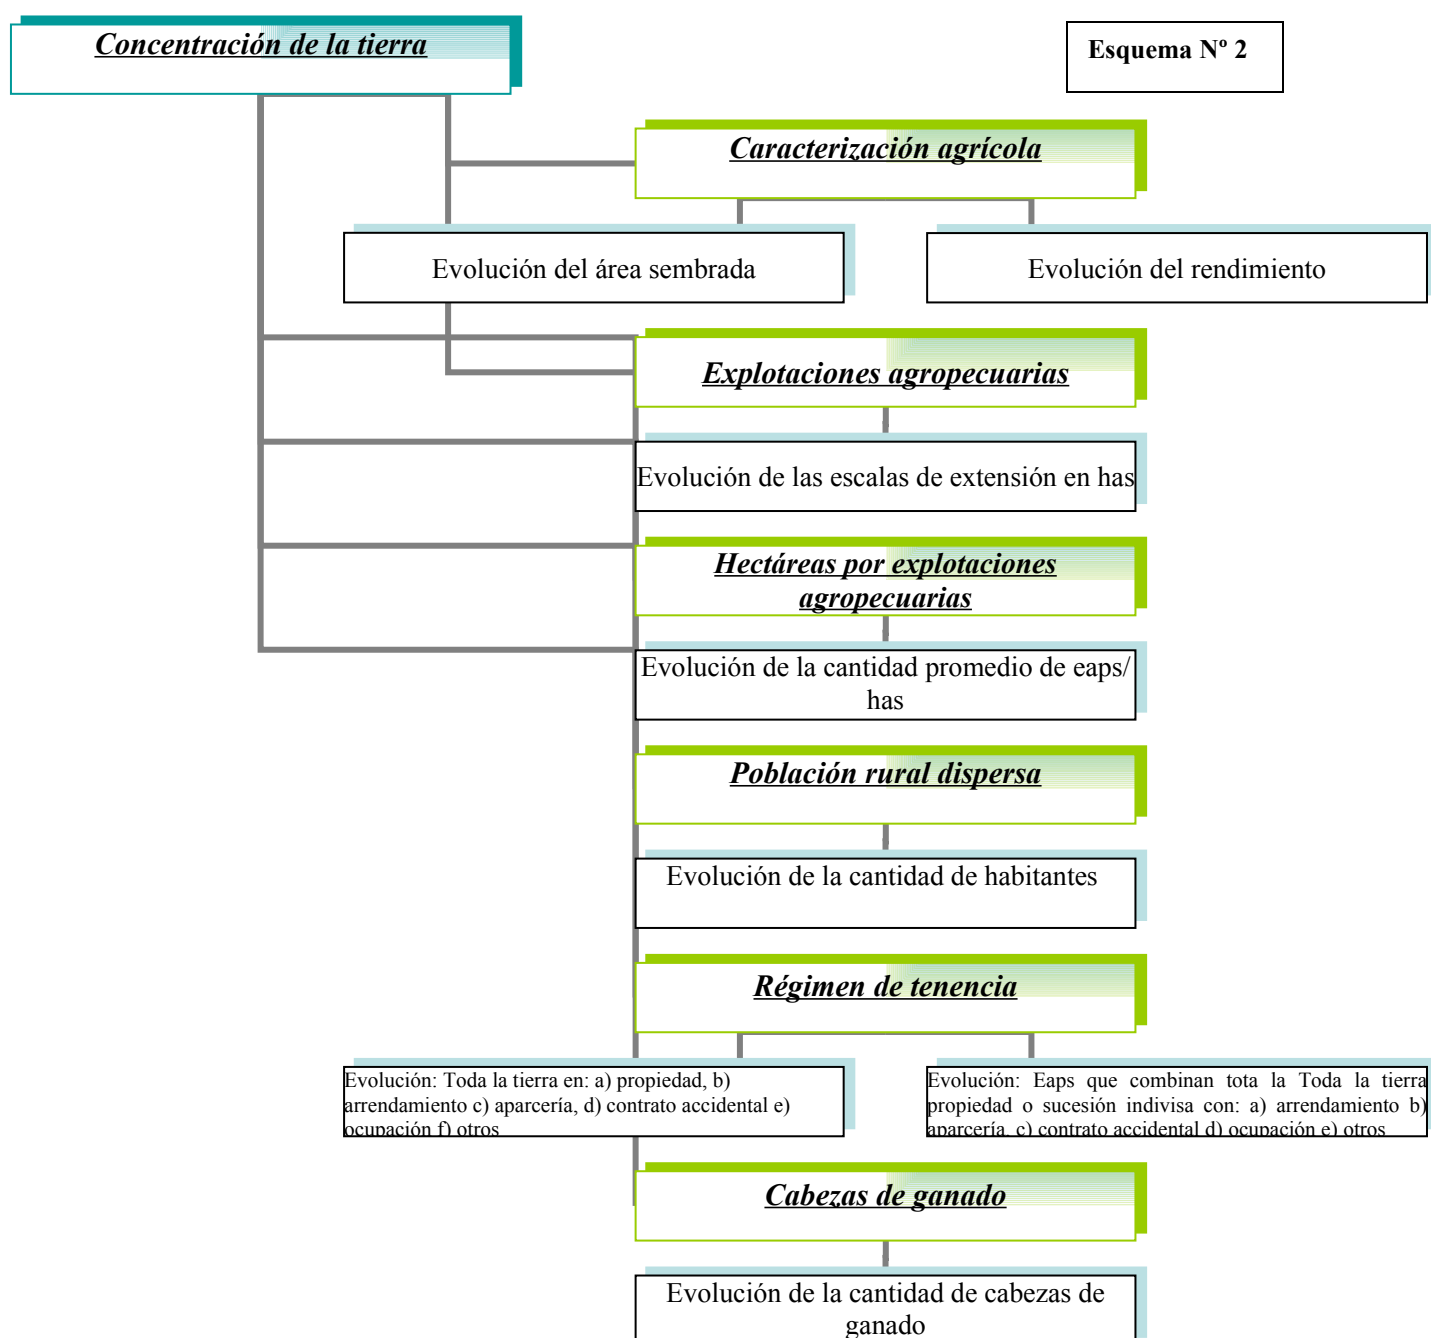 Concentración de la tierra
Esquema Nº 2
Caracterización agrícola
Evolución del área sembrada
Evolución del rendimiento
Explotaciones agropecuarias
Evolución de las escalas de extensión en has
Hectáreas por explotaciones
agropecuarias
Evolución de la cantidad promedio de eaps/
has
Población rural dispersa
Evolución de la cantidad de habitantes
Régimen de tenencia
Evolución: Toda la tierra en: a) propiedad, b)
arrendamiento c) aparcería, d) contrato accidental e)
ocupación f) otros
Evolución: Eaps que combinan tota la Toda la tierra
propiedad o sucesión indivisa con: a) arrendamiento b)
aparcería, c) contrato accidental d) ocupación e) otros
Cabezas de ganado
Evolución de la cantidad de cabezas de
ganado